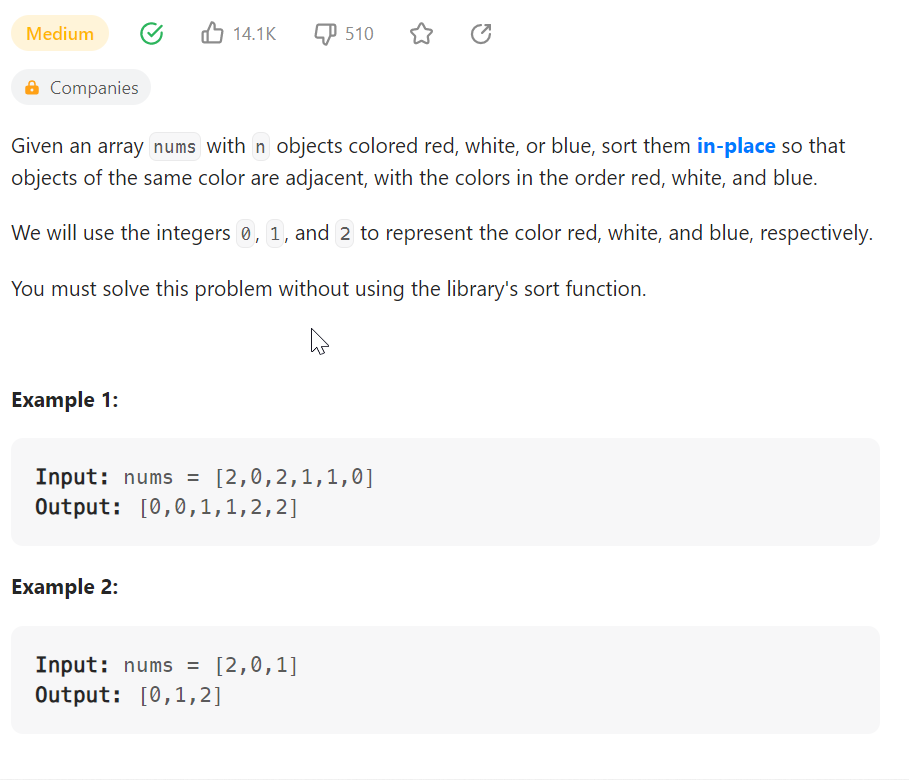 Medium 14.1K 510
Companies
Given an array nums with n objects colored red, white, or blue, sort them in-place so that
objects of the same color are adjacent, with the colors in the order red, white, and blue.
We will use the integers 0, 1, and 2 to represent the color red, white, and blue, respectively.
You must solve this problem without using the library's sort function.
Example 1:
Input: nums = [2,0,2,1,1,0]
Output: [0,0,1,1,2,2]
Example 2:
Input: nums = [2,0,1]
Output: [0,1,2]